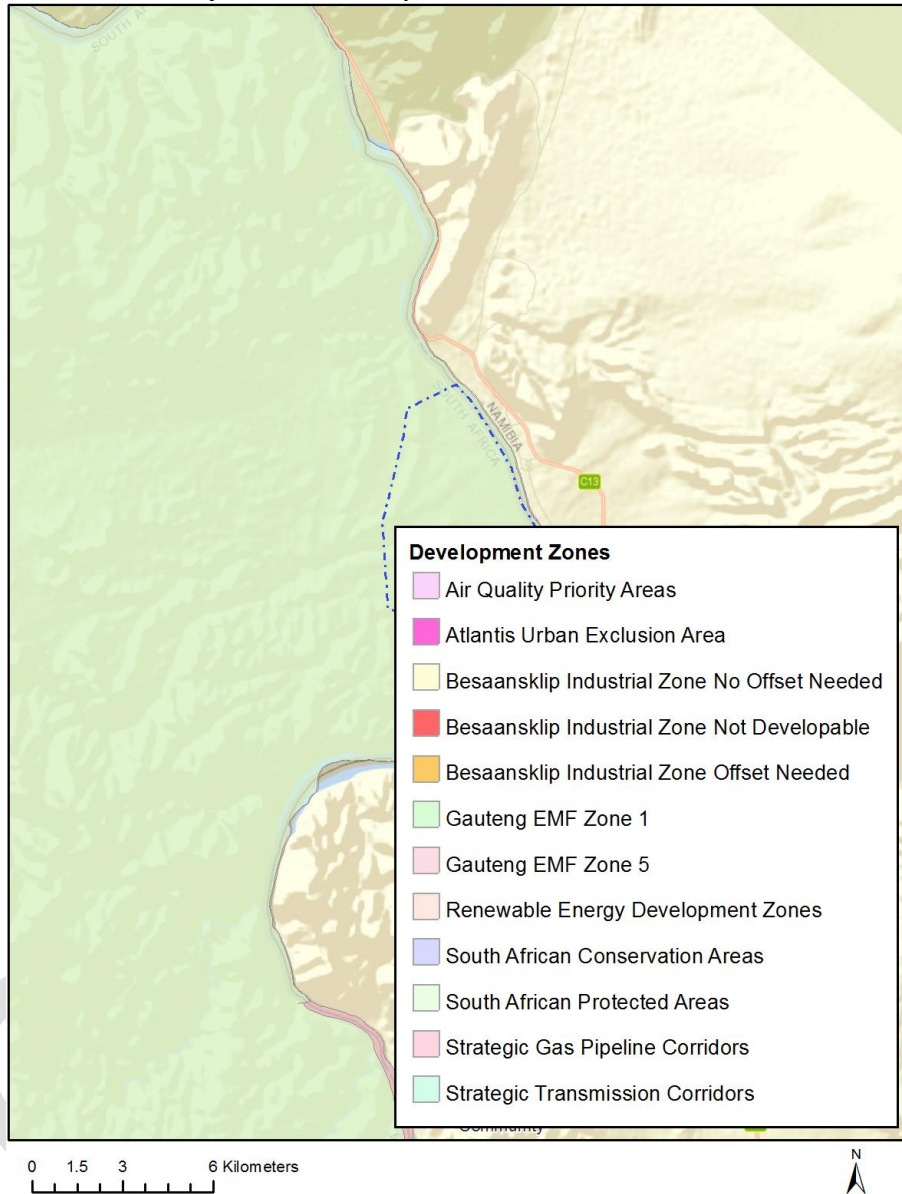 SOUTH AFRICA
NAMIBIA
SOUTH AFRICA
C13
Development Zones
Air Quality Priority Areas
Atlantis Urban Exclusion Area
Besaansklip Industrial Zone No Offset Needed
Besaansklip Industrial Zone Not Developable
Besaansklip Industrial Zone Offset Needed
Gauteng EMF Zone 1
Gauteng EMF Zone 5
Renewable Energy Development Zones
South African Conservation Areas
South African Protected Areas
Strategic Gas Pipeline Corridors
Strategic Transmission Corridors
0 1.5 3 6 Kilometers
N